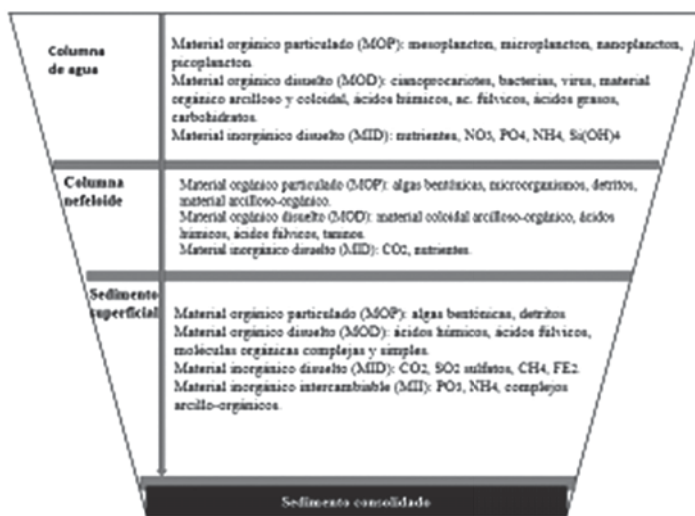 Columna
de agua
Material orgánico particulado (MOP): mesoplancton, microplancton, nanoplancton,
picoplancton.
Material orgánico disuelto (MOD): cianoprocariotes, bacterias, virus, material
orgánico arcilloso y coloidal, ácidos húmicos, ac. fúlvicos, ácidos grasos,
carbohidratos.
Material inorgánico disuelto (MID): nutrientes, NO3, PO4, NH4, Si(OH)4
Columna
nefeloide
Material orgánico particulado (MOP): algas bentónicas, microorganismos, detritos,
material arcilloso-orgánico.
Material orgánico disuelto (MOD): material coloidal arcilloso-orgánico, ácidos
húmicos, ácidos fúlvicos, taninos.
Material inorgánico disuelto (MID): CO2, nutrientes.
Sedimento
superficial
Material orgánico particulado (MOP): algas bentónicas, detritos
Material orgánico disuelto (MOD): ácidos húmicos, ácidos fúlvicos,
moléculas orgánicas complejas y simples.
Material inorgánico disuelto (MID): CO2, SO2 sulfatos, CH4, FE2.
Material inorgánico intercambiable (MII): PO3, NH4, complejos
arcillo-orgánicos.
Sedimento consolidado